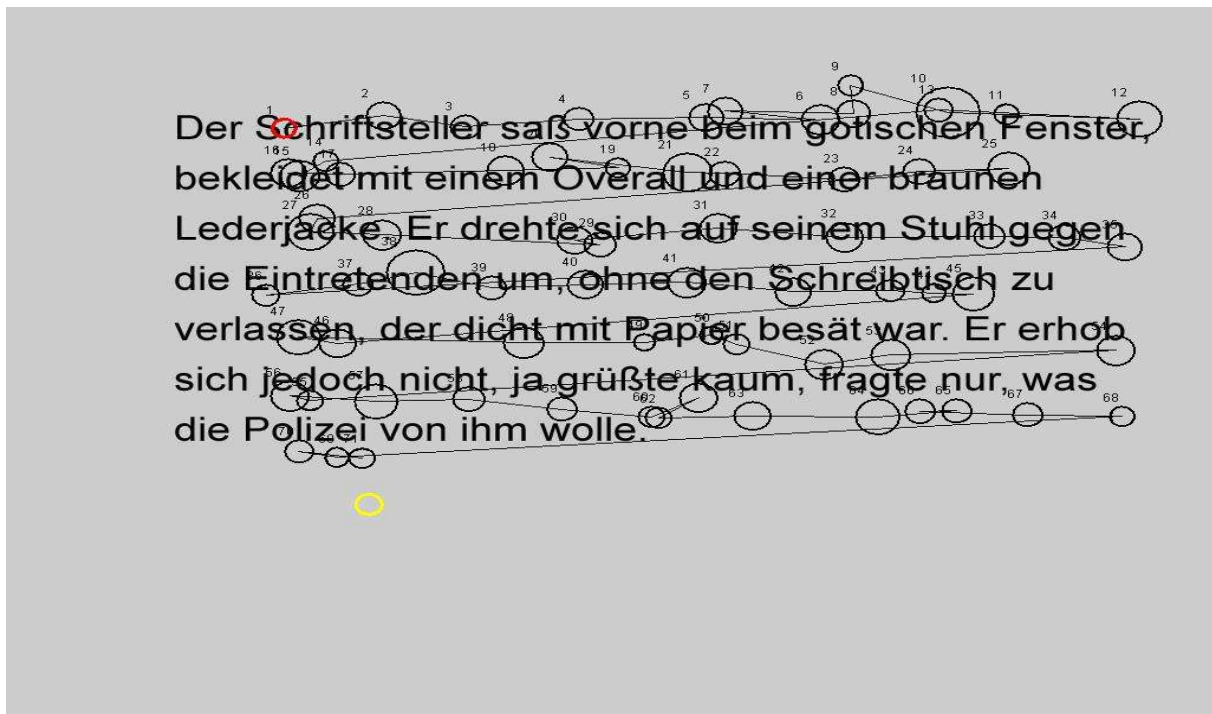 Der Schriftsteller saß vorne beim gotischen Fenster,
bekleidet mit einem Overall und einer braunen
Lederjacke. Er drehte sich auf seinem Stuhl gegen
die Eintretenden um, ohne den Schreibtisch zu
verlassen, der dicht mit Papier besät war. Er erhob
sich jedoch nicht, ja grüßte kaum, fragte nur, was
die Polizei von ihm wolle.